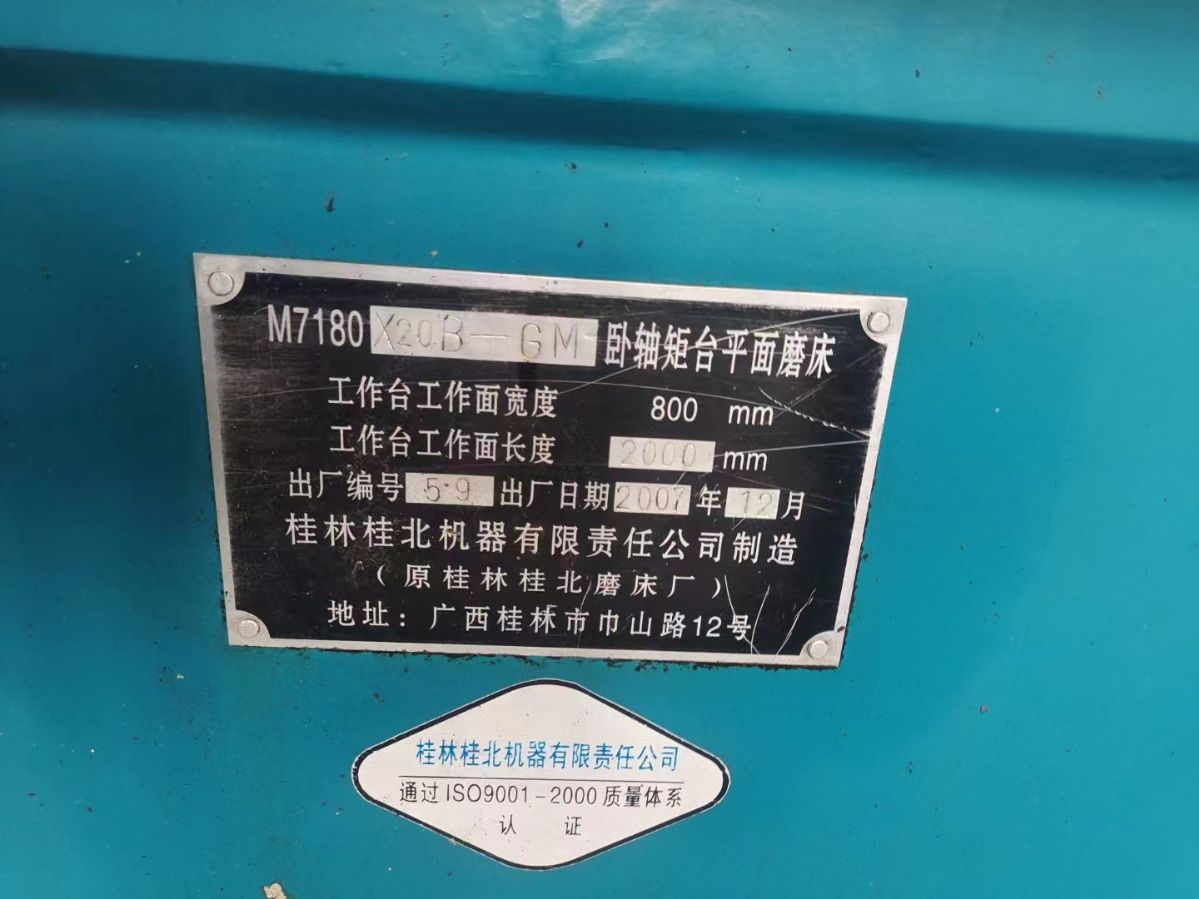 M7180X20B-GM 卧轴矩台平面磨床
工作台工作面宽度 800 mm
工作台工作面长度 2000 mm
出厂编号 59 出厂日期 2007 年 12 月
桂林桂北机器有限责任公司制造
（原桂林桂北磨床厂）
地址：广西桂林市巾山路12号
桂林桂北机器有限责任公司
通过ISO9001-2000质量体系
认 证